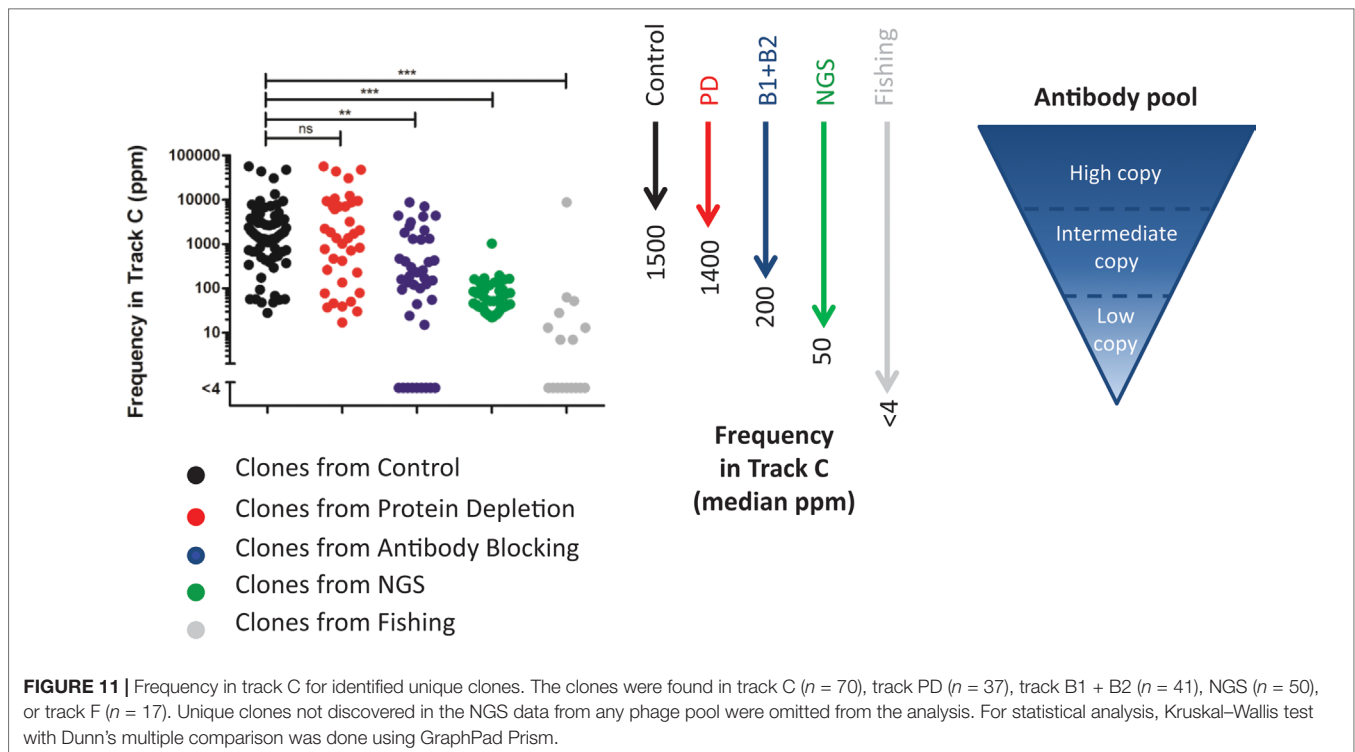 ***
***
**
ns
Frequency in Track C (ppm)
100000
10000
1000
100
10
<4
Clones from Control
Clones from Protein Depletion
Clones from Antibody Blocking
Clones from NGS
Clones from Fishing
Control
PD
B1+B2
NGS
Fishing
1500
1400
200
50
<4
Frequency
in Track C
(median ppm)
Antibody pool
High copy
Intermediate
copy
Low
copy
FIGURE 11 | Frequency in track C for identified unique clones. The clones were found in track C (n = 70), track PD (n = 37), track B1 + B2 (n = 41), NGS (n = 50),
or track F (n = 17). Unique clones not discovered in the NGS data from any phage pool were omitted from the analysis. For statistical analysis, Kruskal–Wallis test
with Dunn's multiple comparison was done using GraphPad Prism.